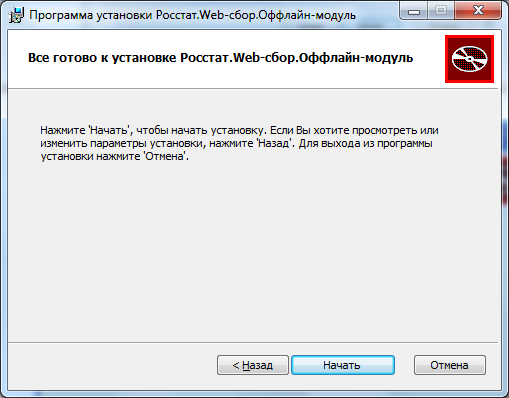 Программа установки Росстат.Web-сбор.Оффлайн-модуль
Все готово к установке Росстат.Web-сбор.Оффлайн-модуль
Нажмите 'Начать', чтобы начать установку. Если Вы хотите просмотреть или
изменить параметры установки, нажмите 'Назад'. Для выхода из программы
установки нажмите 'Отмена'.
< Назад
Начать
Отмена